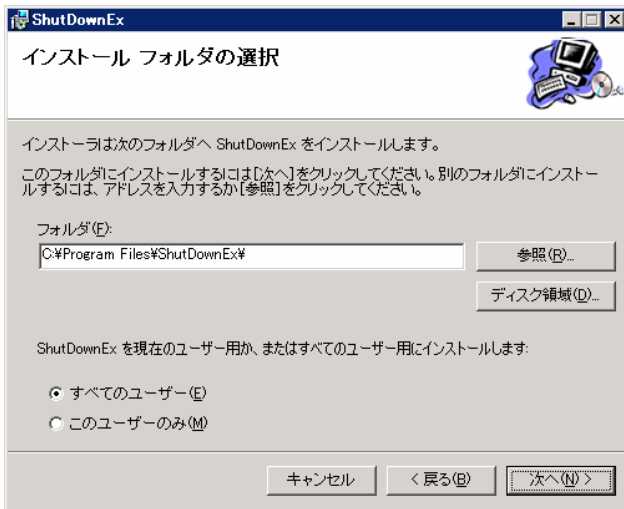 ShutDownEx
インストール フォルダの選択
インストーラは次のフォルダへ ShutDownEx をインストールします。
このフォルダにインストールするには[次へ]をクリックしてください。別のフォルダにインストー
ルするには、アドレスを入力するか[参照]をクリックしてください。
フォルダ(F):
C:¥Program Files¥ShutDownEx¥
参照(R)...
ディスク領域(D)...
ShutDownEx を現在のユーザー用か、またはすべてのユーザー用にインストールします:
すべてのユーザー(E)
このユーザーのみ(M)
キャンセル
< 戻る(B)
次へ(N) >